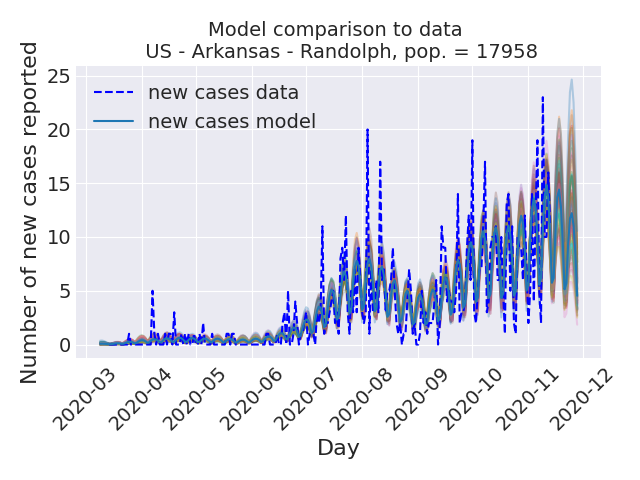 Model comparison to data
US - Arkansas - Randolph, pop. = 17958
Number of new cases reported
25
20
15
10
5
0
new cases data
new cases model
2020-03
2020-04
2020-05
2020-06
2020-07
2020-08
2020-09
2020-10
2020-11
2020-12
Day